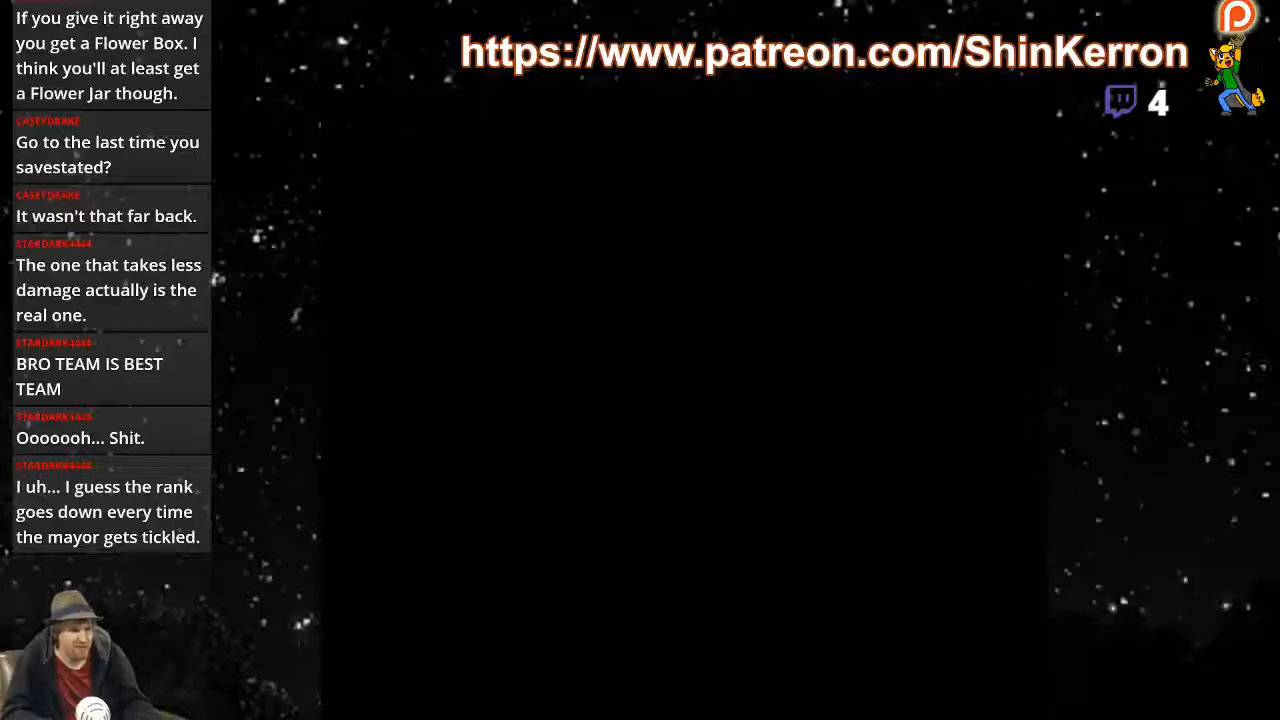 If you give it right away
you get a Flower Box. I
think you'll at least get
a Flower Jar though.
CASEYDRAKE
Go to the last time you
savestated?
CASEYDRAKE
It wasn't that far back.
The one that takes less
damage actually is the
real one.
BRO TEAM IS BEST
TEAM
Ooooooh... Shit.
I uh... I guess the rank
goes down every time
the mayor gets tickled.
https://www.patreon.com/ShinKerron
4